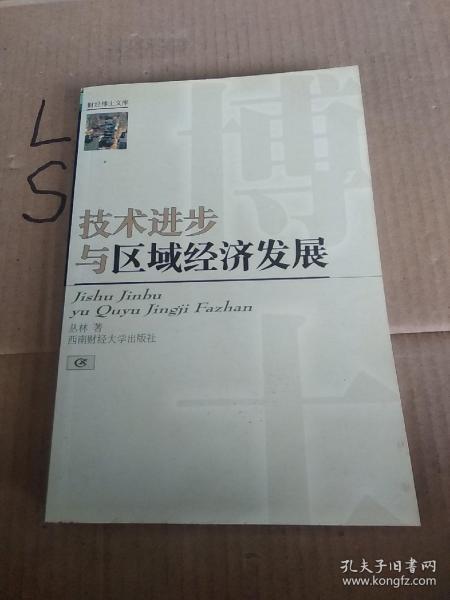 财经博士文库
博士
L
S
技术进步
与区域经济发展
Jishu Jinbu
yu Quyu Jingji Fazhan
丛林 著
西南财经大学出版社
孔夫子旧书网
www.kongfz.com